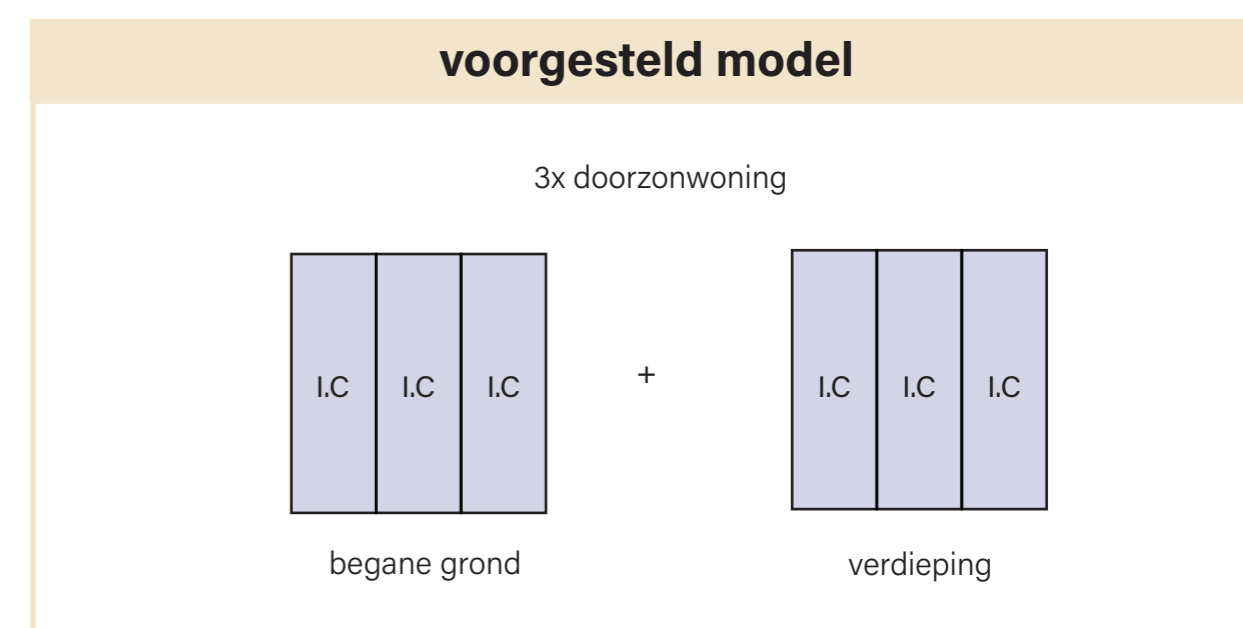 voorgesteld model
3x doorzonwoning
I.C I.C I.C + I.C I.C I.C
begane grond verdieping